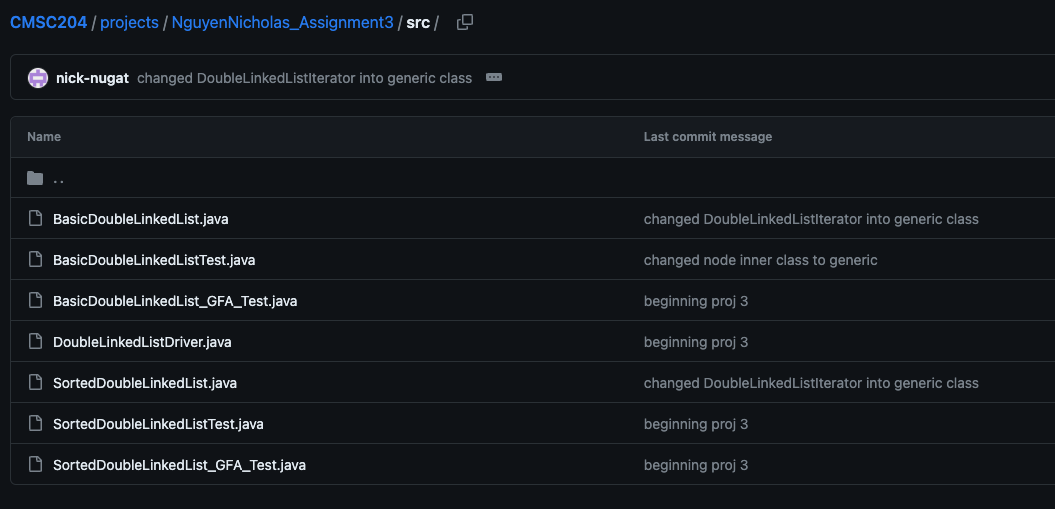 CMSC204 / projects / NguyenNicholas_Assignment3 / src /
nick-nugat changed DoubleLinkedListIterator into generic class
Name Last commit message
..
BasicDoubleLinkedList.java changed DoubleLinkedListIterator into generic class
BasicDoubleLinkedListTest.java changed node inner class to generic
BasicDoubleLinkedList_GFA_Test.java beginning proj 3
DoubleLinkedListDriver.java beginning proj 3
SortedDoubleLinkedList.java changed DoubleLinkedListIterator into generic class
SortedDoubleLinkedListTest.java beginning proj 3
SortedDoubleLinkedList_GFA_Test.java beginning proj 3